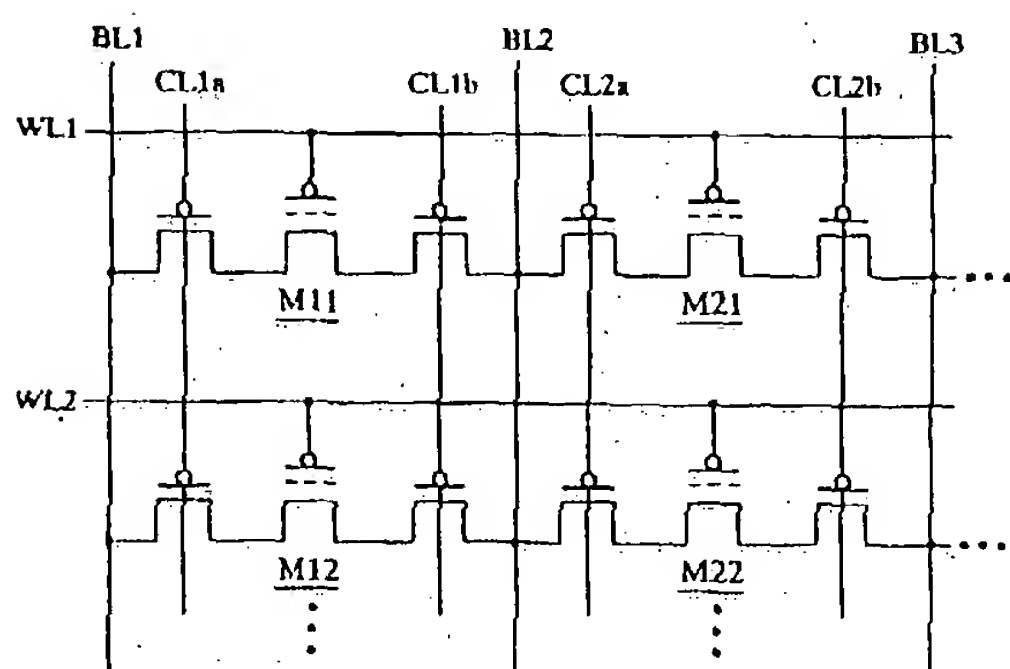 BL1 BL2 BL3
CL1a CL1b CL2a CL2b
WL1
M11 M21
WL2
M12 M22